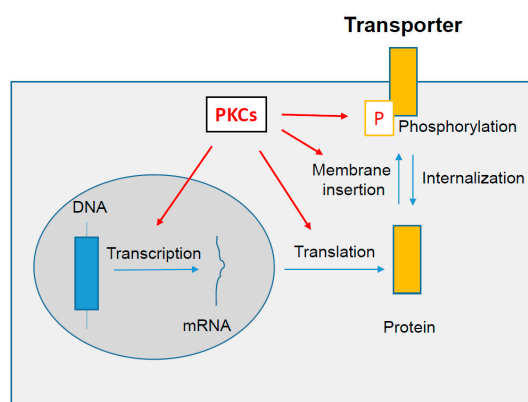 Transporter
PKCs
P
Phosphorylation
Membrane
insertion
Internalization
DNA
Transcription
Translation
mRNA
Protein